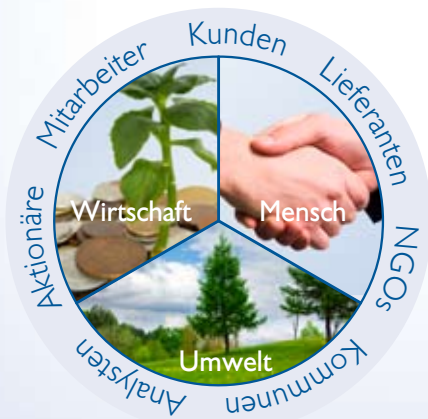 Kunden
Lieferanten
NGOs
Kommunen
Analysten
Aktionäre
Mitarbeiter
Wirtschaft
Mensch
Umwelt